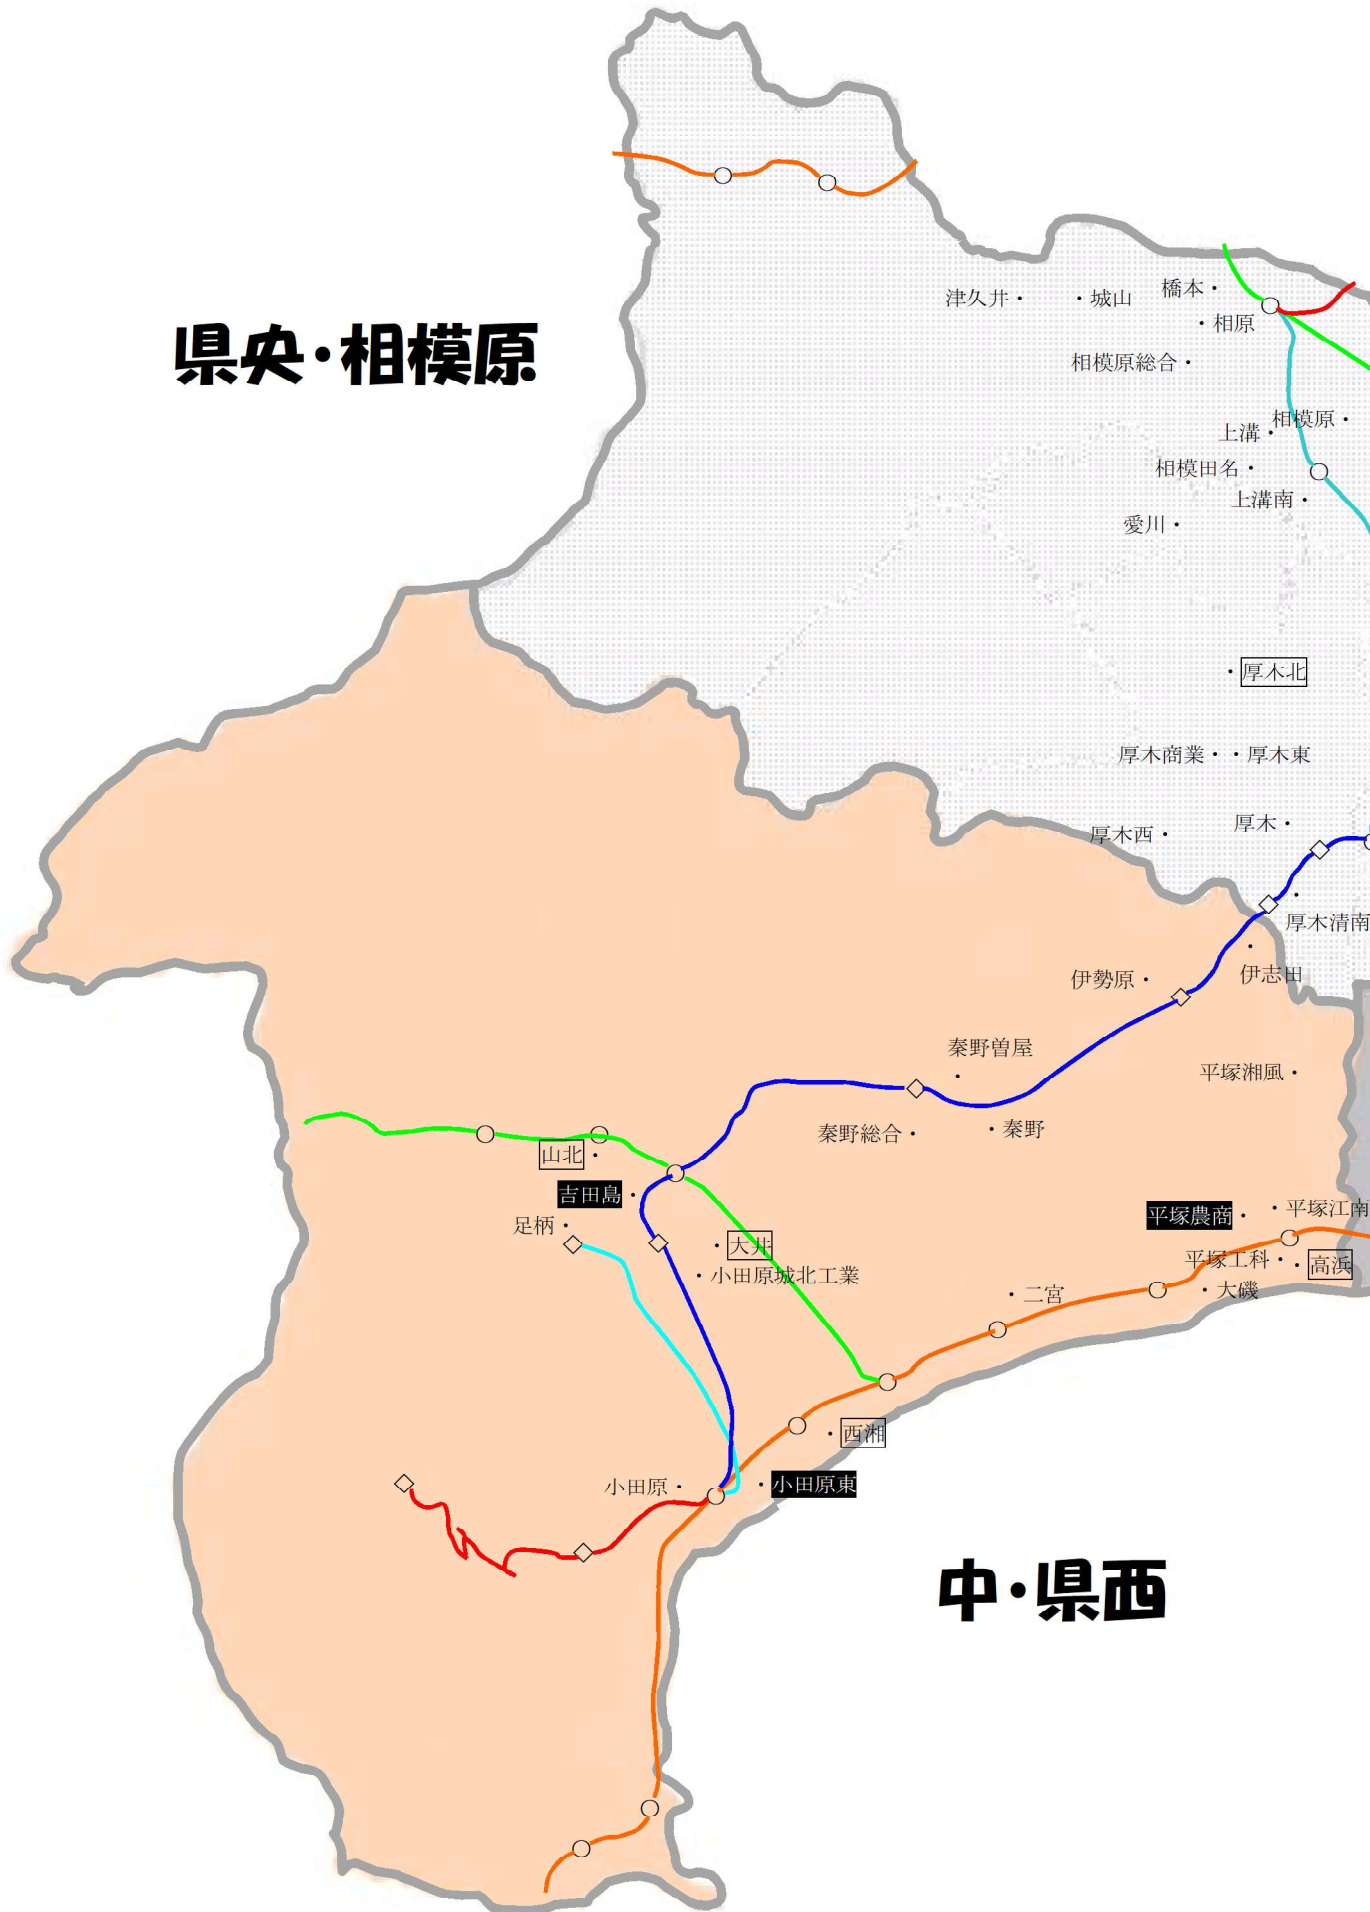 橋本・
津久井・
・城山
・相原
県央・相模原
相模原総合・
相模原・
上溝・
相模田名・
上溝南・
愛川・
・厚木北
厚木商業・
・厚木東
厚木・
厚木西・
厚木清南
伊志田
伊勢原・
秦野曽屋
平塚湘風・
秦野総合・
・秦野
山北・
吉田島・
足柄・
平塚農商・
・平塚江南
・大井
平塚工科・
・高浜
・小田原城北工業
・二宮
・大磯
・西湘
小田原・
・小田原東
中・県西